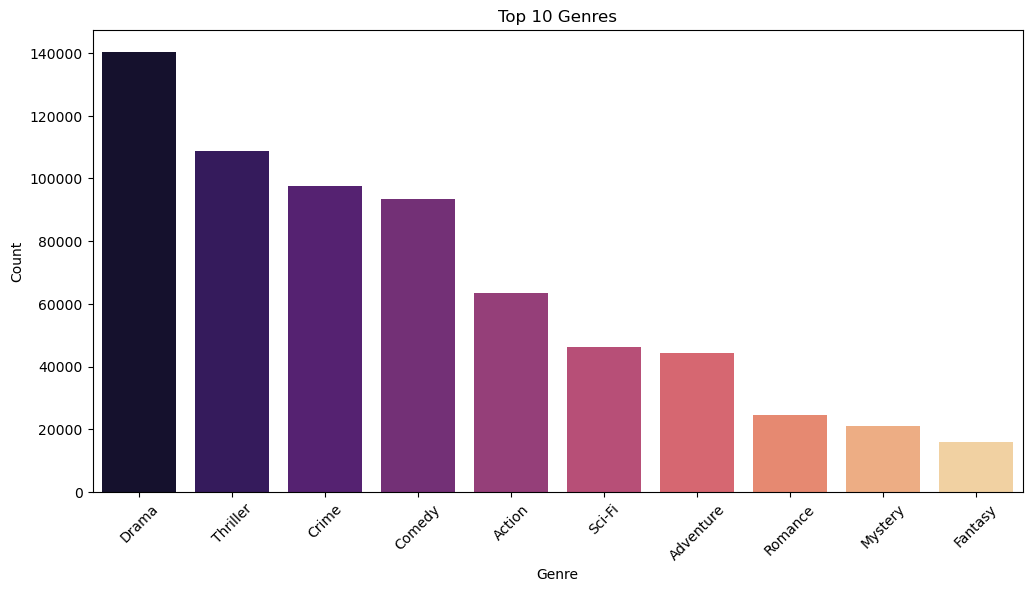 Top 10 Genres
Count
140000
120000
100000
80000
60000
40000
20000
0
Drama
Thriller
Crime
Comedy
Action
Sci-Fi
Adventure
Romance
Mystery
Fantasy
Genre